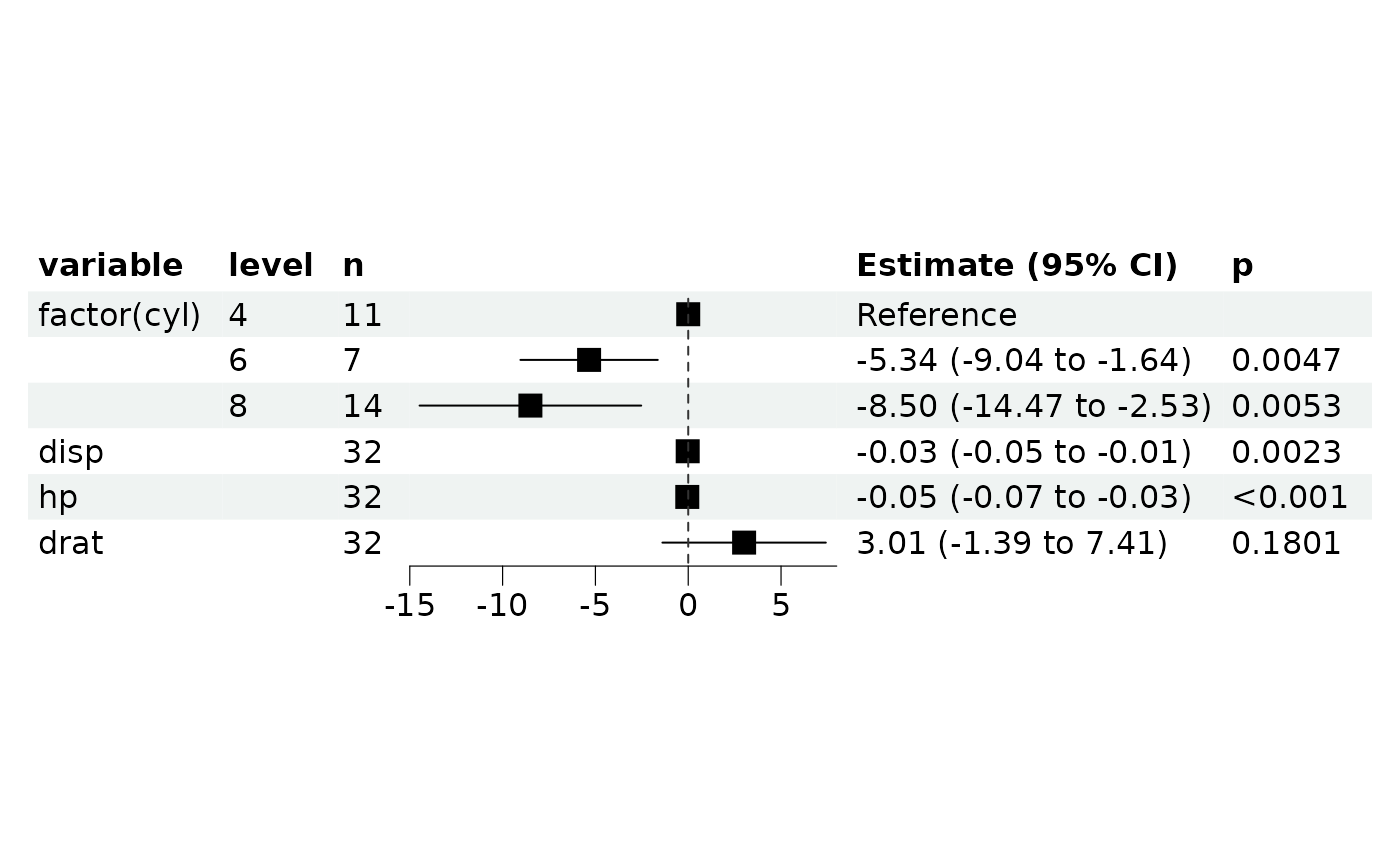 variable level n Estimate (95% CI) p
factor(cyl) 4 11 Reference
6 7 -5.34 (-9.04 to -1.64) 0.0047
8 14 -8.50 (-14.47 to -2.53) 0.0053
disp 32 -0.03 (-0.05 to -0.01) 0.0023
hp 32 -0.05 (-0.07 to -0.03) <0.001
drat 32 3.01 (-1.39 to 7.41) 0.1801
-15 -10 -5 0 5